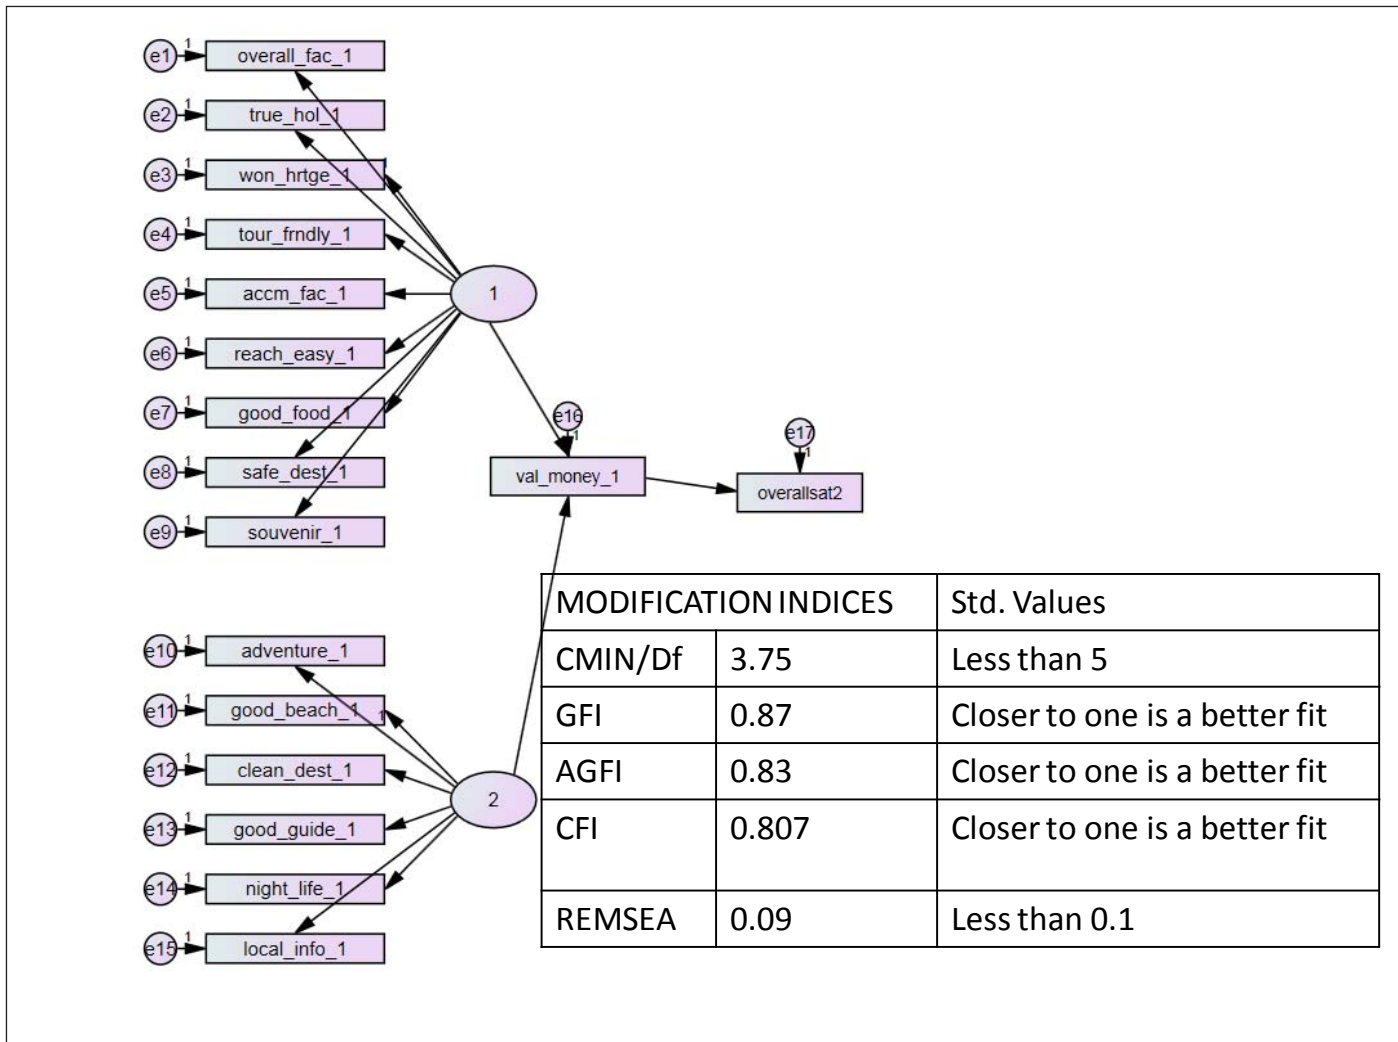 e1 1 overall_fac_1
e2 1 true_hol_1
e3 1 won_hrtge_1 1
e4 1 tour_frndly_1
e5 1 accm_fac_1
e6 1 reach_easy_1
e7 1 good_food_1
e8 1 safe_dest_1
e9 1 souvenir_1
1
e16
1
val_money_1
e17
1
overallsat2
e10 1 adventure_1
e11 1 good_beach_1 1
e12 1 clean_dest_1
e13 1 good_guide_1
e14 1 night_life_1
e15 1 local_info_1
2
MODIFICATION INDICES Std. Values
CMIN/Df 3.75 Less than 5
GFI 0.87 Closer to one is a better fit
AGFI 0.83 Closer to one is a better fit
CFI 0.807 Closer to one is a better fit
REMSEA 0.09 Less than 0.1